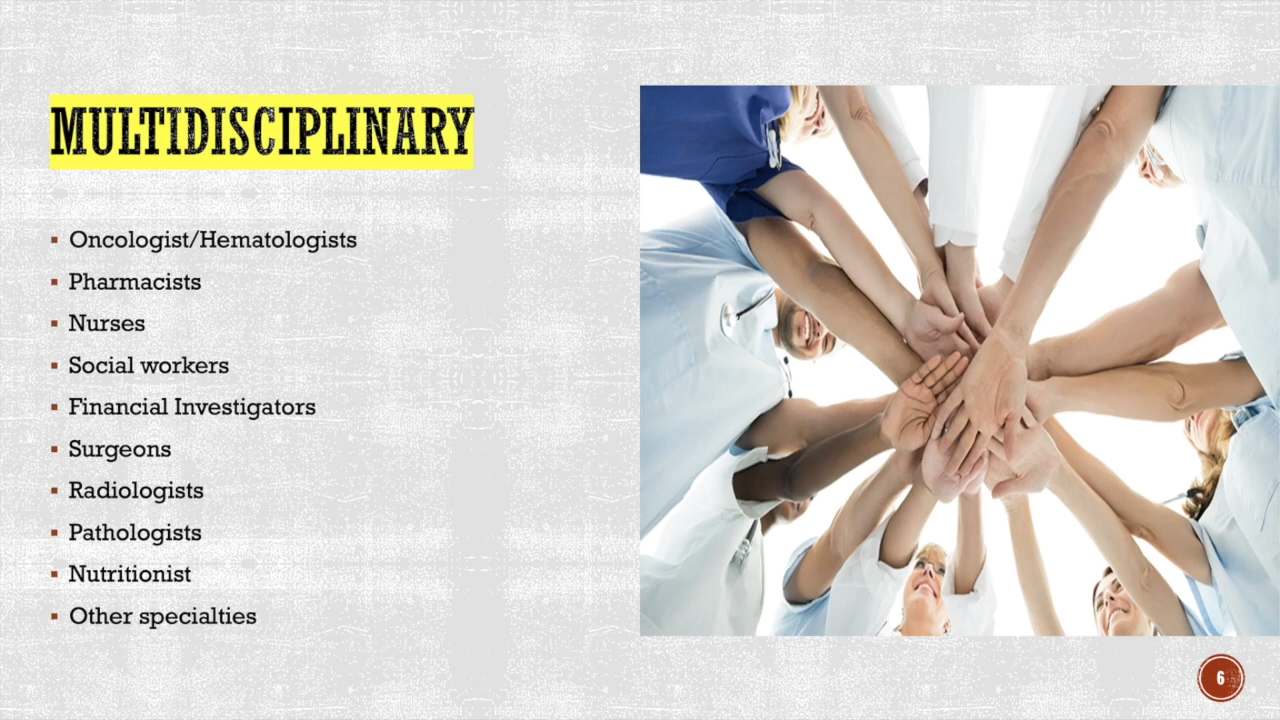 MULTIDISCIPLINARY
Oncologist/Hematologists
Pharmacists
Nurses
Social workers
Financial Investigators
Surgeons
Radiologists
Pathologists
Nutritionist
Other specialties
6